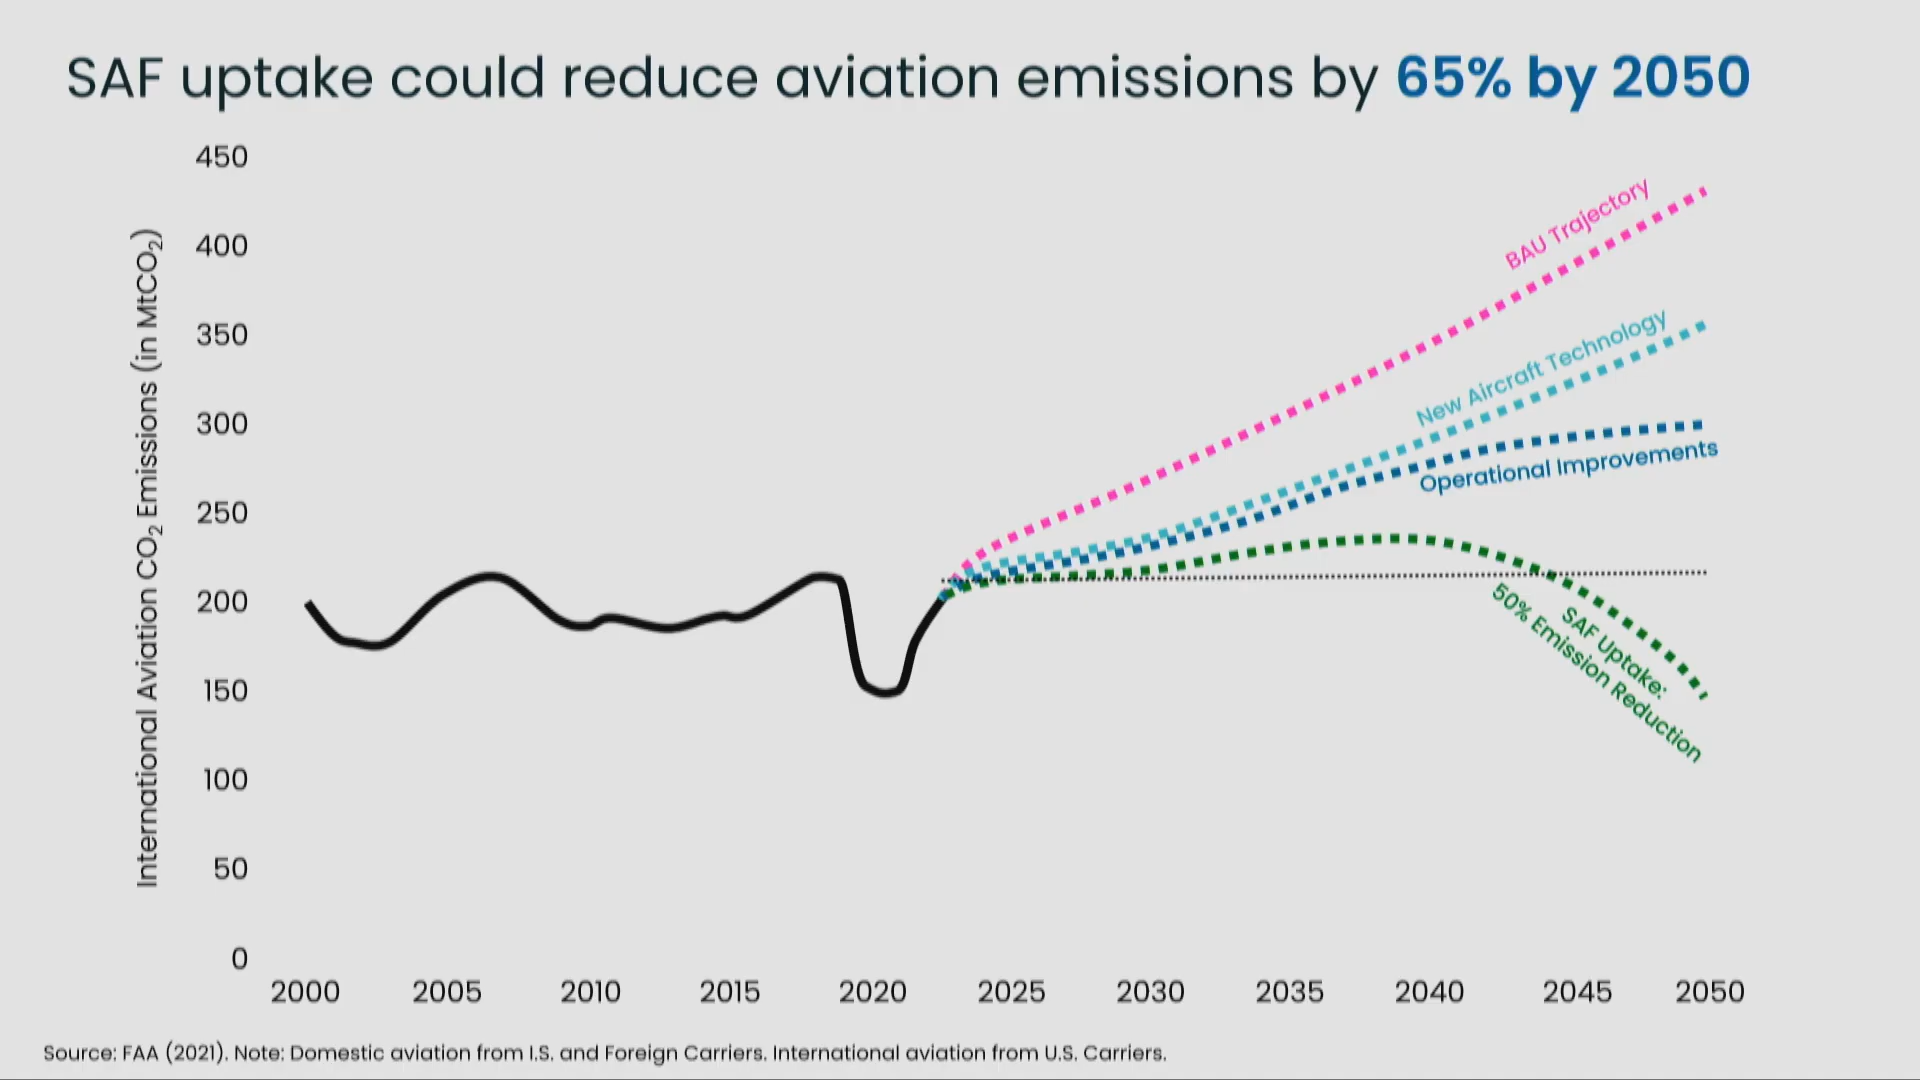 SAF uptake could reduce aviation emissions by 65% by 2050
International Aviation CO₂ Emissions (in MtCO₂)
450
400
350
300
250
200
150
100
50
0
BAU Trajectory
New Aircraft Technology
Operational Improvements
SAF Uptake:
50% Emission Reduction
2000 2005 2010 2015 2020 2025 2030 2035 2040 2045 2050
Source: FAA (2021). Note: Domestic aviation from I.S. and Foreign Carriers. International aviation from U.S. Carriers.